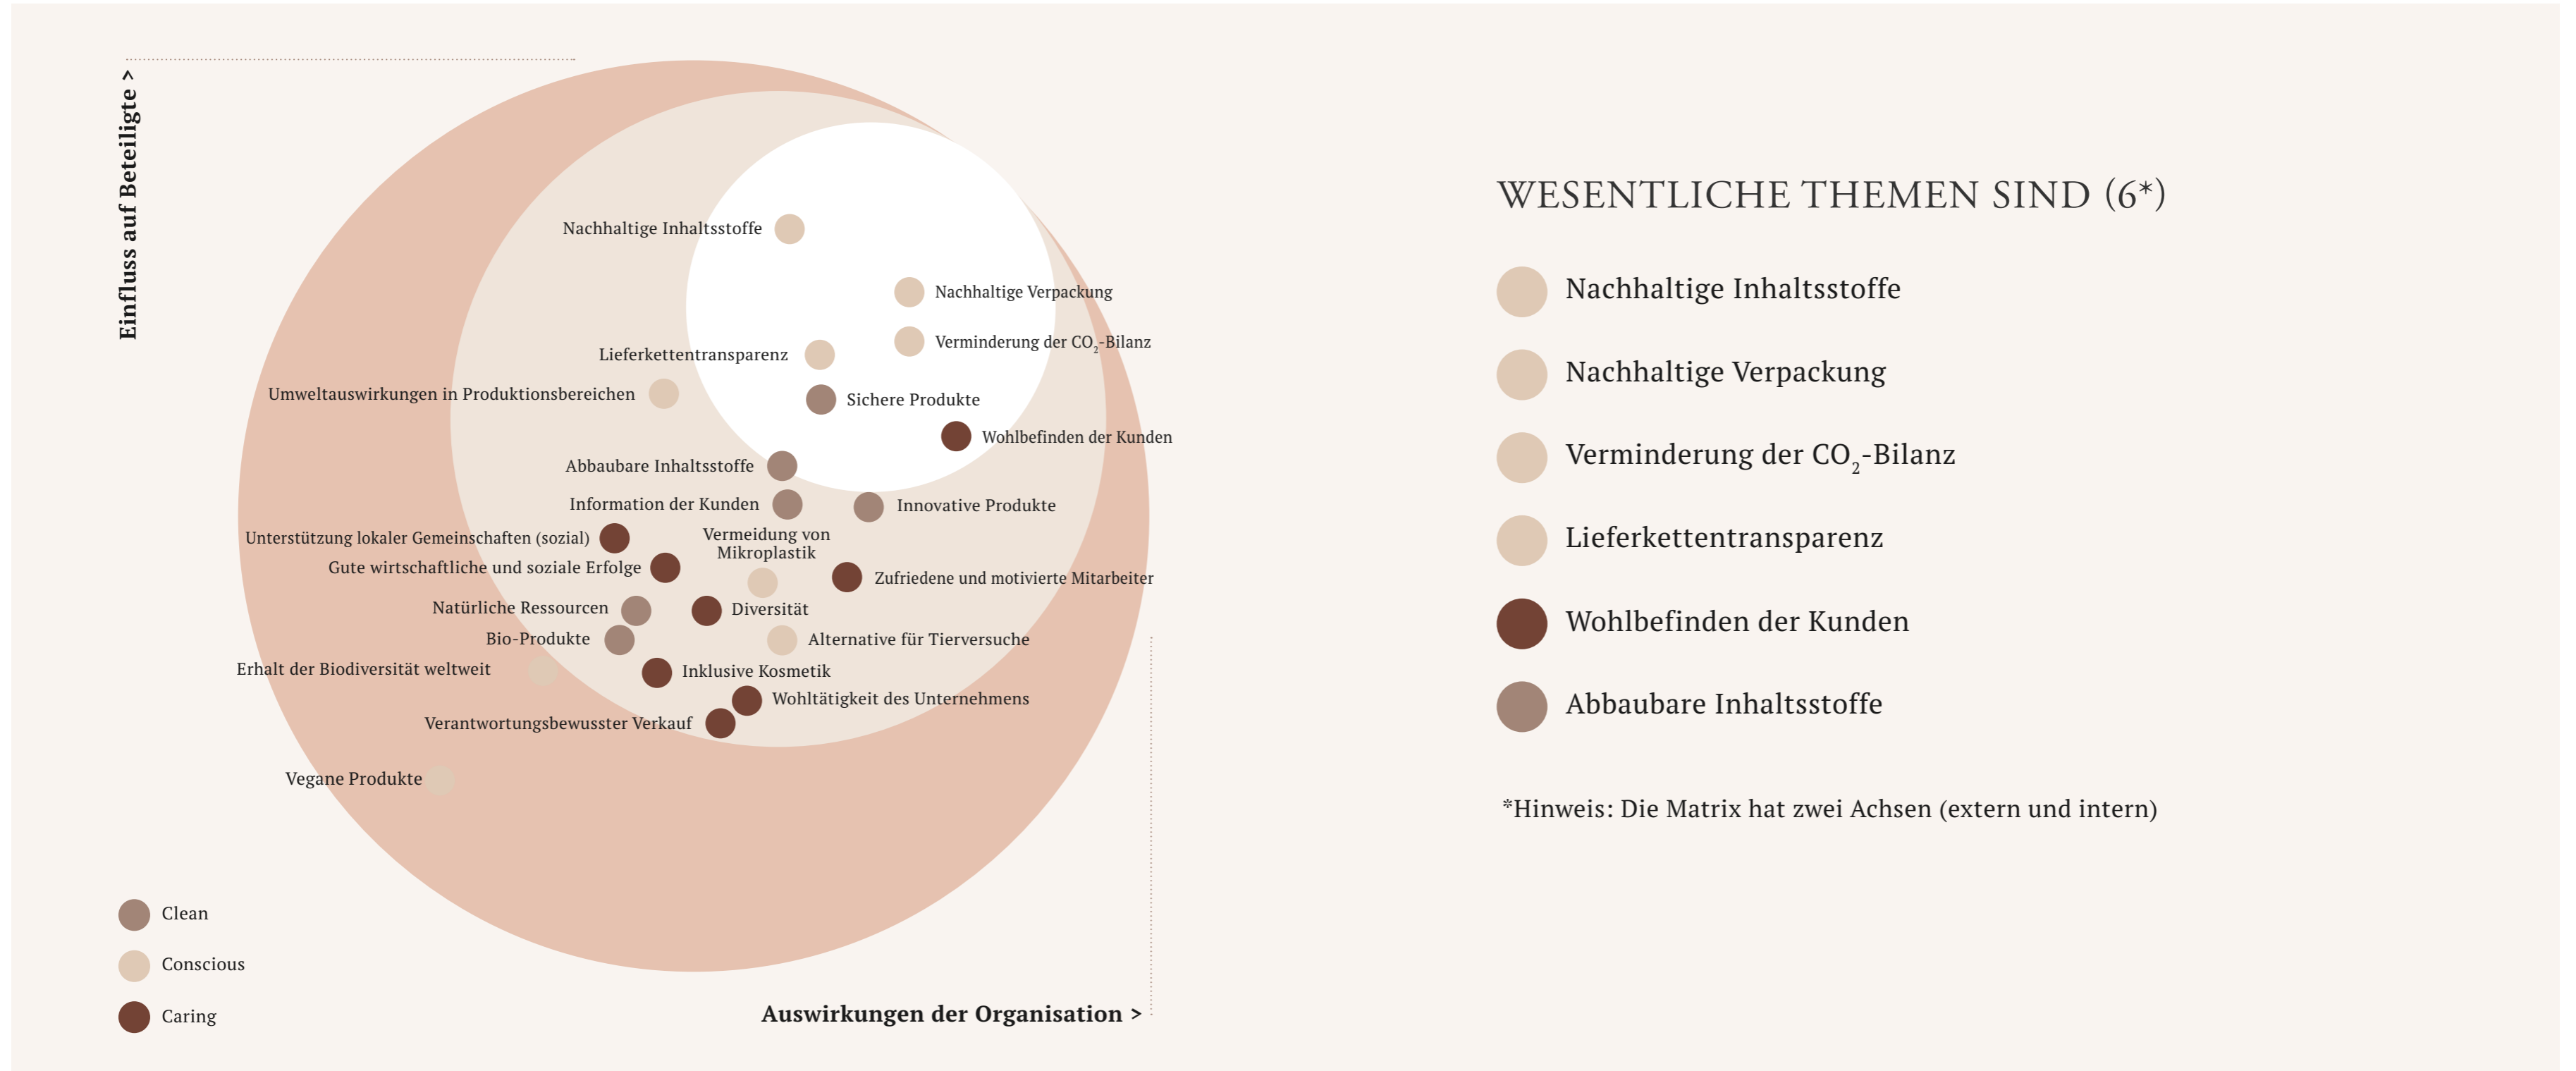 Einfluss auf Beteiligte >
Nachhaltige Inhaltsstoffe
Nachhaltige Verpackung
Verminderung der CO₂-Bilanz
Lieferkettentransparenz
Umweltauswirkungen in Produktionsbereichen
Sichere Produkte
Wohlbefinden der Kunden
Abbaubare Inhaltsstoffe
Information der Kunden
Innovative Produkte
Unterstützung lokaler Gemeinschaften (sozial)
Vermeidung von
Mikroplastik
Gute wirtschaftliche und soziale Erfolge
Zufriedene und motivierte Mitarbeiter
Natürliche Ressourcen
Diversität
Bio-Produkte
Alternative für Tierversuche
Erhalt der Biodiversität weltweit
Inklusive Kosmetik
Wohltätigkeit des Unternehmens
Verantwortungsbewusster Verkauf
Vegane Produkte
Clean
Conscious
Caring
Auswirkungen der Organisation >
WESENTLICHE THEMEN SIND (6*)
Nachhaltige Inhaltsstoffe
Nachhaltige Verpackung
Verminderung der CO₂-Bilanz
Lieferkettentransparenz
Wohlbefinden der Kunden
Abbaubare Inhaltsstoffe
*Hinweis: Die Matrix hat zwei Achsen (extern und intern)